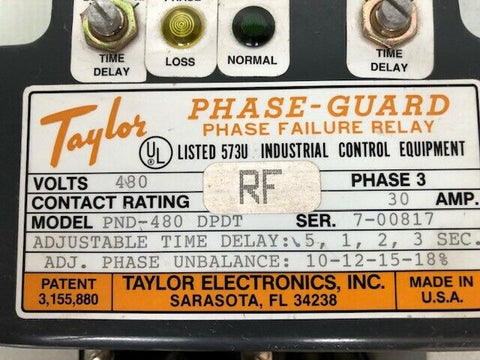 TIME
DELAY
LOSS
NORMAL
TIME
DELAY
Taylor
PHASE-GUARD
PHASE FAILURE RELAY
UL LISTED 573U INDUSTRIAL CONTROL EQUIPMENT
VOLTS 480 PHASE 3
RF
CONTACT RATING 30 AMP.
MODEL PND-480 DPDT SER. 7-00817
ADJUSTABLE TIME DELAY: .5, 1, 2, 3 SEC.
ADJ. PHASE UNBALANCE: 10-12-15-18%
PATENT
3,155,880
TAYLOR ELECTRONICS, INC.
SARASOTA, FL 34238
MADE IN
U.S.A.